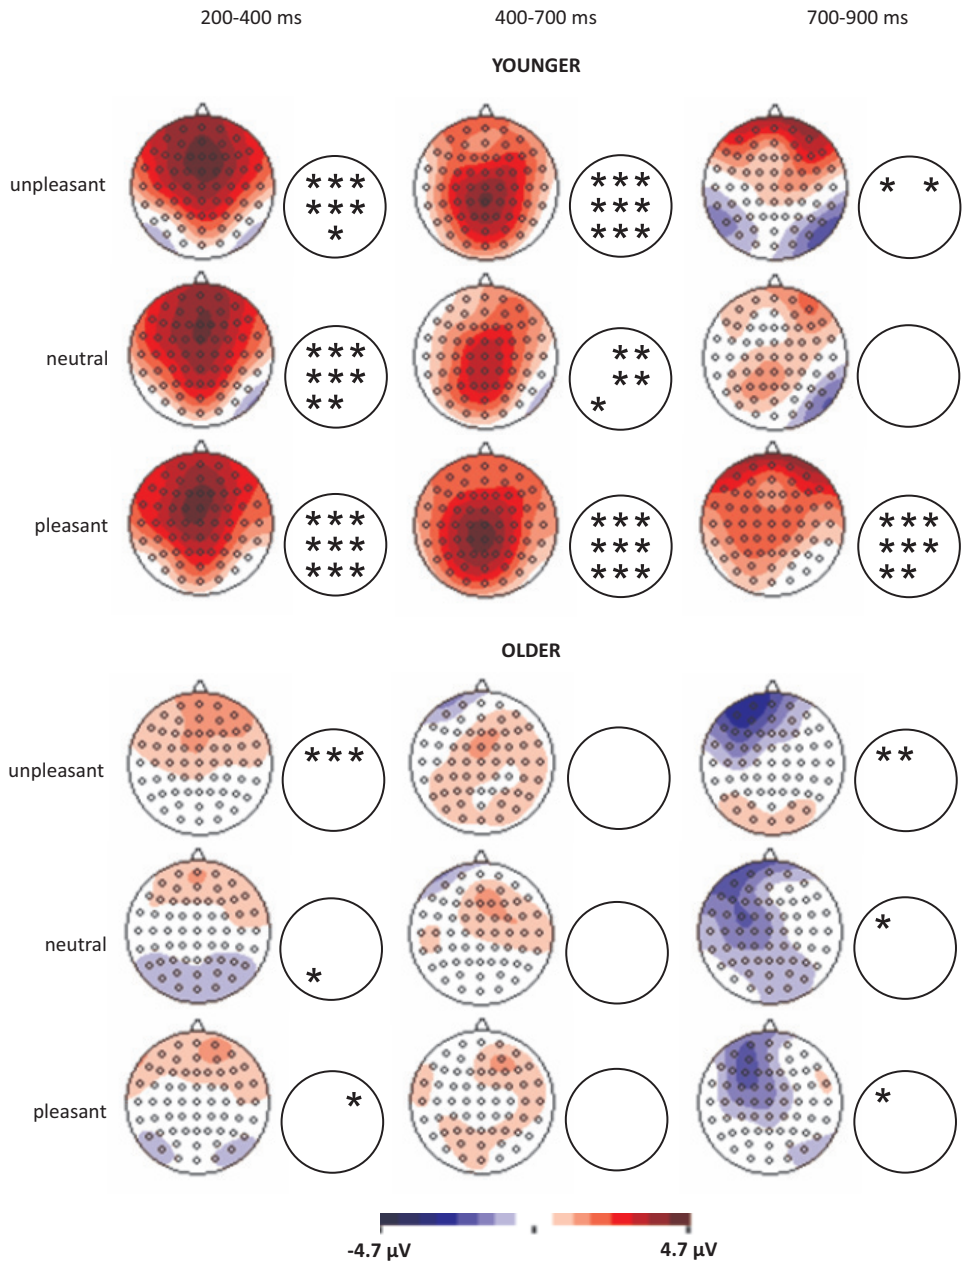 200-400 ms 400-700 ms 700-900 ms
YOUNGER
unpleasant * * * * * * * * * * * * * * * * * *
neutral * * * * * * * * * * * * *
pleasant * * * * * * * * * * * * * * * * * * * * * * * * * *
OLDER
unpleasant * * * * *
neutral * *
pleasant * *
-4.7 µV 4.7 µV